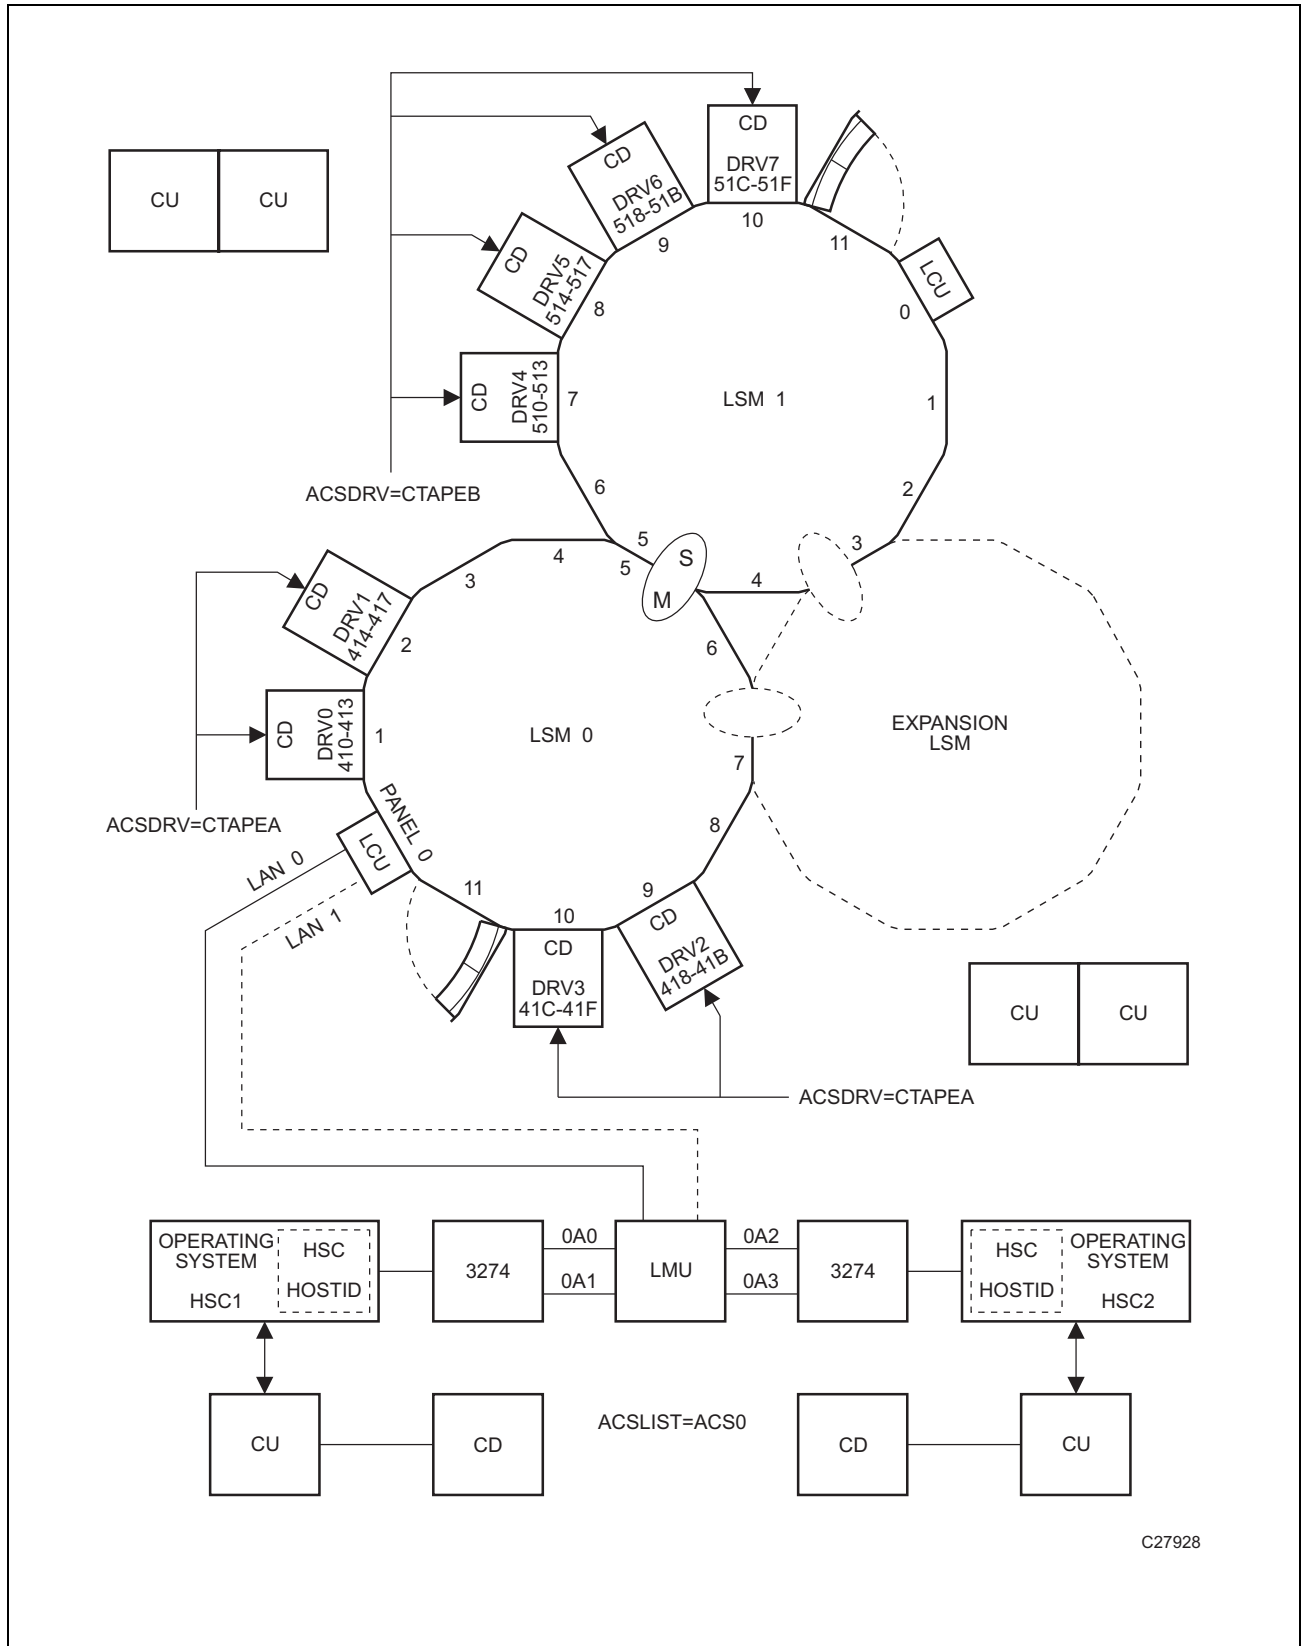 CD
DRV7
51C-51F
CD
DRV6
518-51B
CU
CU
10
11
9
CD
DRV5
514-517
LCU
8
0
CD
DRV4
510-513
7
LSM 1
1
6
2
ACSDRV=CTAPEB
5
3
4
5
S
M
4
3
CD
DRV1
414-417
2
6
CD
DRV0
410-413
1
LSM 0
EXPANSION
LSM
7
PANEL 0
ACSDRV=CTAPEA
8
LCU
LAN 0
LAN 1
11
10
9
CD
DRV3
41C-41F
CD
DRV2
418-41B
CU
CU
ACSDRV=CTAPEA
OPERATING
SYSTEM
HSC1
HSC
HOSTID
3274
0A0
0A1
LMU
0A2
0A3
3274
HSC
HOSTID
OPERATING
SYSTEM
HSC2
CU
CD
ACSLIST=ACS0
CD
CU
C27928